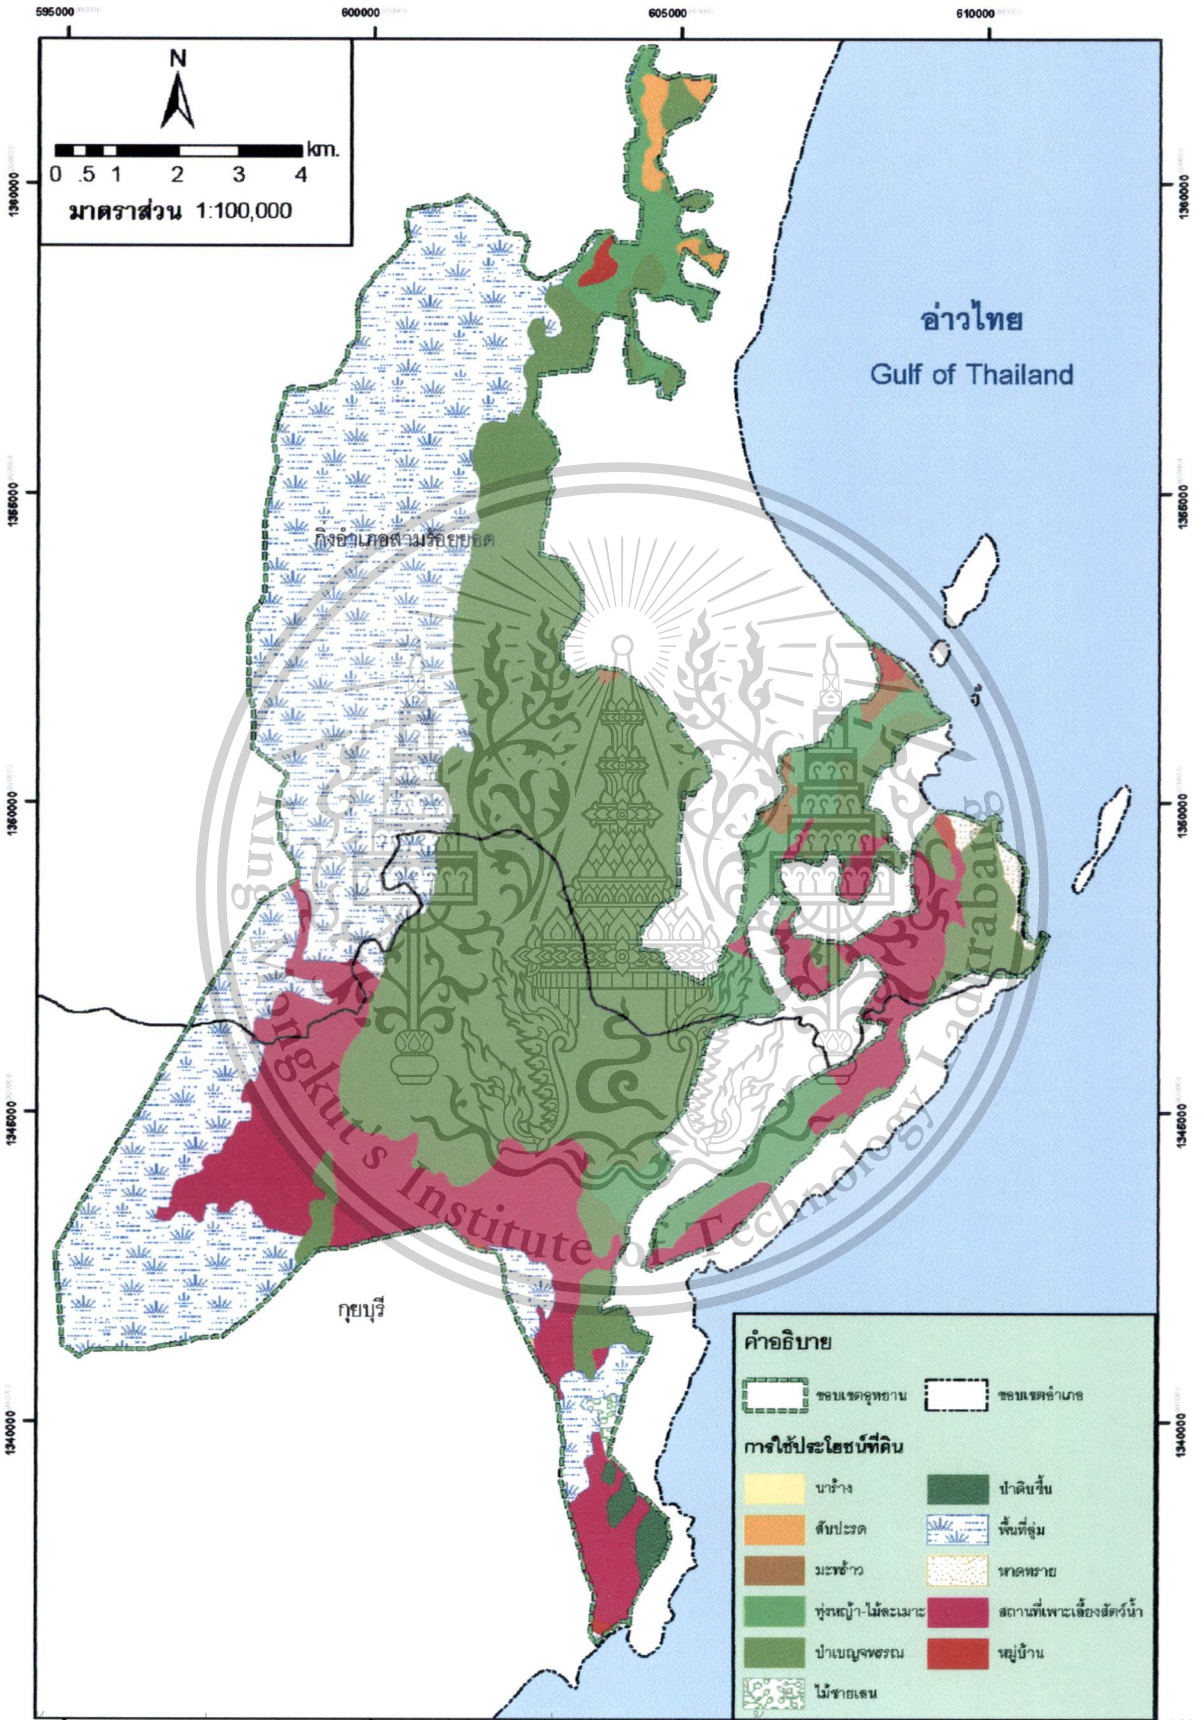 595000
600000
605000
610000
N
km.
0 .5 1 2 3 4
มาตราส่วน 1:100,000
1360000
1360000
อ่าวไทย
Gulf of Thailand
1355000
1355000
กิ่งอำเภอสามร้อยยอด
1350000
1350000
King Mongkut's Institute of Technology Ladkrabang
1345000
1345000
กุยบุรี
1340000
1340000
คำอธิบาย
ขอบเขตอุทยาน
ขอบเขตอำเภอ
การใช้ประโยชน์ที่ดิน
นาร้าง
ป่าดิบชื้น
สับปะรด
พื้นที่ลุ่ม
มะพร้าว
หาดทราย
ทุ่งหญ้า-ไม้ละเมาะ
สถานที่เพาะเลี้ยงสัตว์น้ำ
ป่าเบญจพรรณ
หมู่บ้าน
ไม้ชายเลน